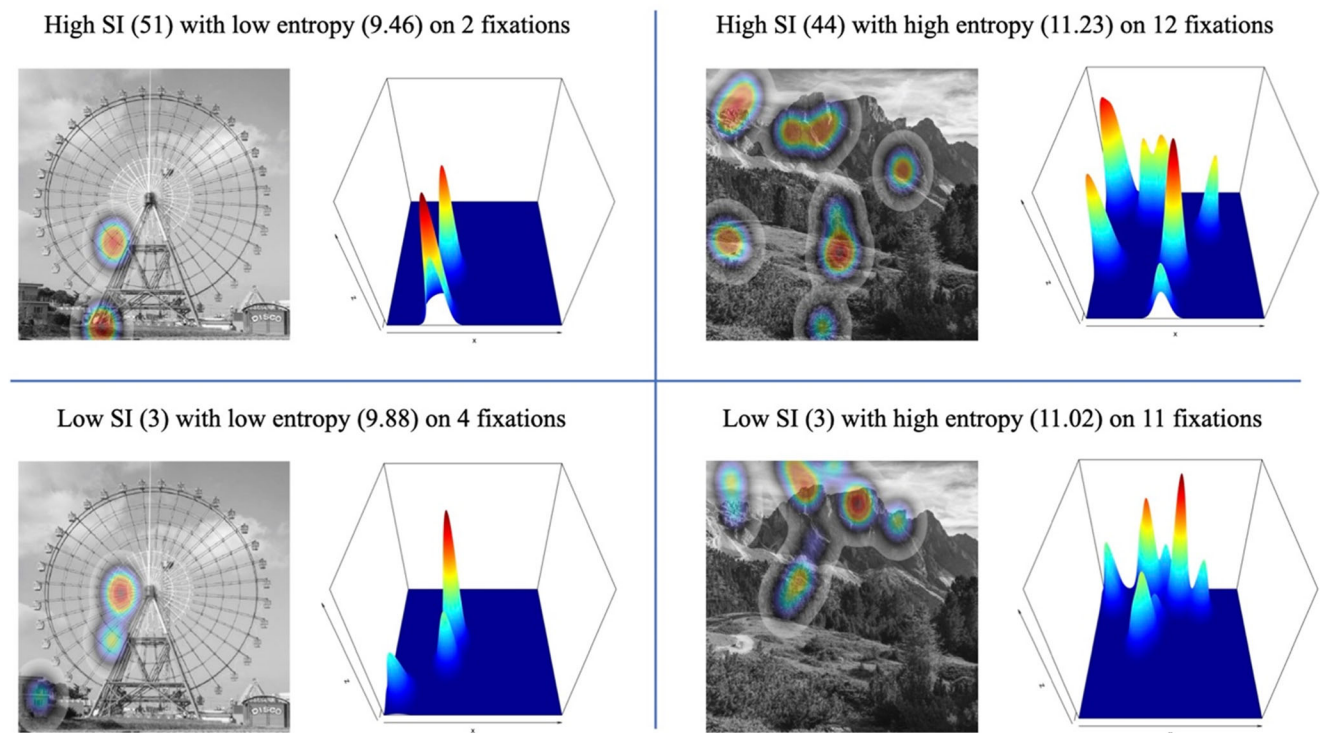 High SI (51) with low entropy (9.46) on 2 fixations
High SI (44) with high entropy (11.23) on 12 fixations
DISCO
z
x
z
x
Low SI (3) with low entropy (9.88) on 4 fixations
Low SI (3) with high entropy (11.02) on 11 fixations
DISCO
z
x
z